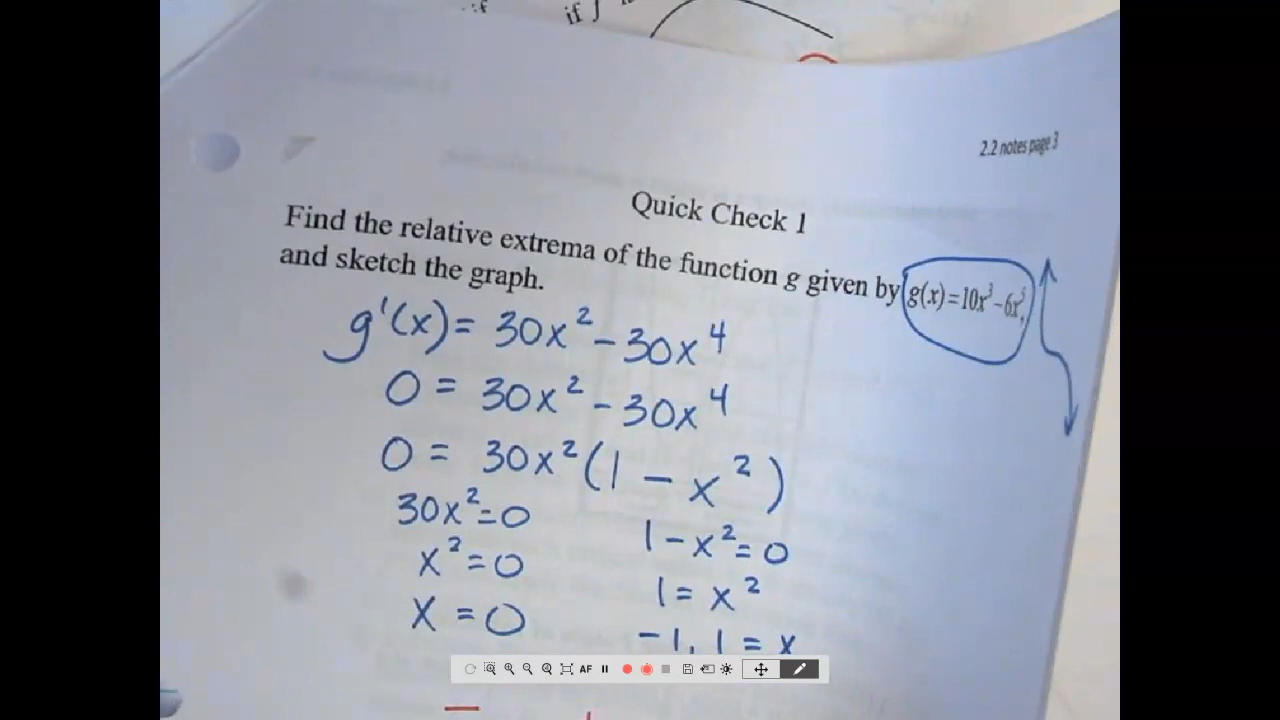 if
2.2 notes page 3
Quick Check 1
Find the relative extrema of the function g given by g(x)=10x³-6x⁵,
and sketch the graph.
g'(x) = 30x² - 30x⁴
0 = 30x² - 30x⁴
0 = 30x² (1 - x²)
30x² = 0
x² = 0
x = 0
1 - x² = 0
1 = x²
-1, 1 = x
AF